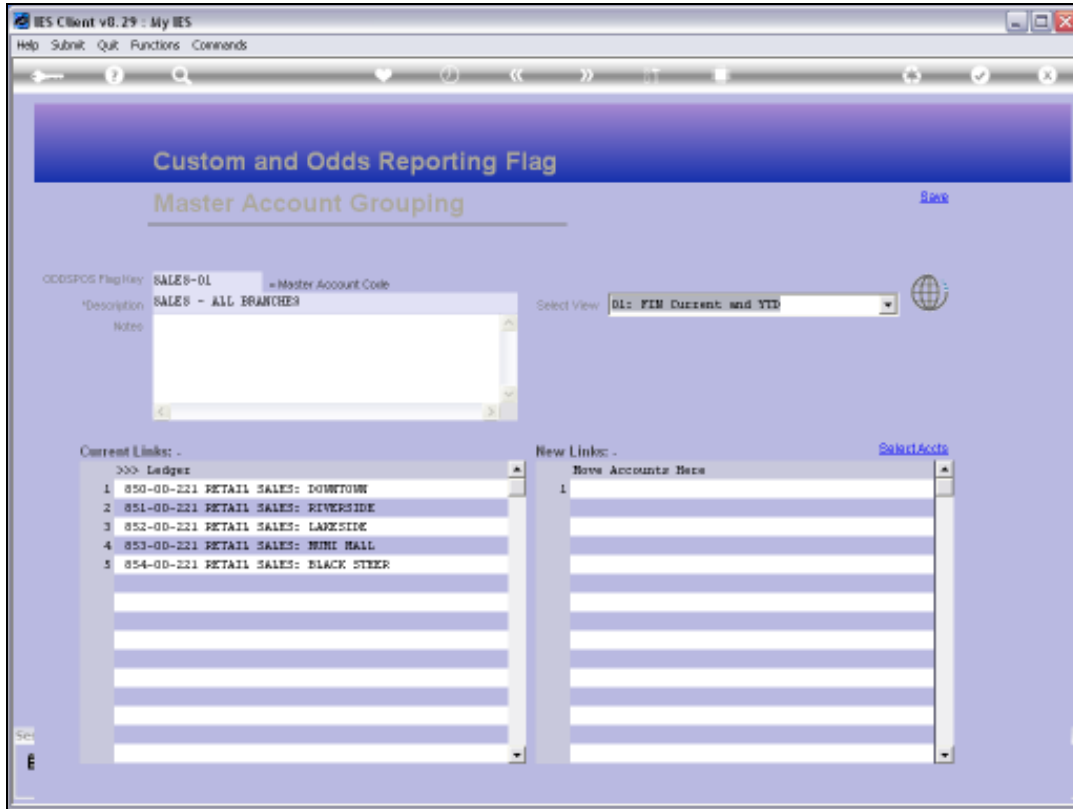 IES Client v8.29 : My IES
Help Submit Quit Functions Commands
Custom and Odds Reporting Flag
Master Account Grouping
Save
ODDSPOS Flag Key SALES-01 = Master Account Code
*Description SALES - ALL BRANCHES
Select View 01: FIN Current and YTD
Notes
Current Links: -
New Links: -
Select Accts
>>> Ledger
Move Accounts Here
1 850-00-221 RETAIL SALES: DOWNTOWN
1
2 851-00-221 RETAIL SALES: RIVERSIDE
3 852-00-221 RETAIL SALES: LAKESIDE
4 853-00-221 RETAIL SALES: MUMI MALL
5 854-00-221 RETAIL SALES: BLACK STEER